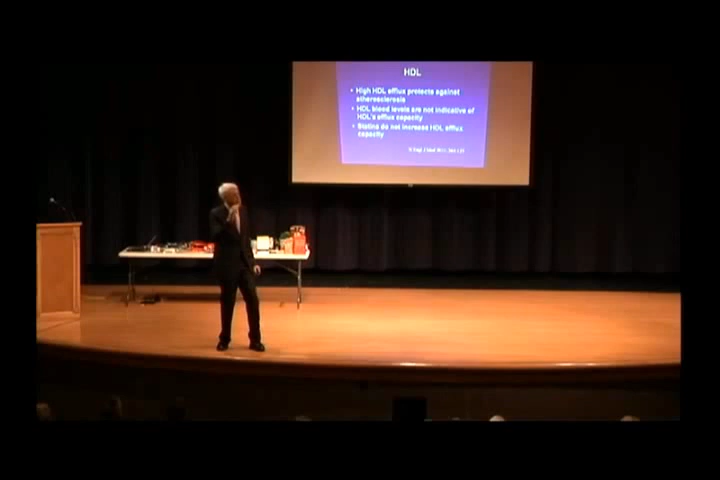 HDL
• High HDL efflux protects against
atherosclerosis
• HDL blood levels are not indicative of
HDL's efflux capacity
• Statins do not increase HDL efflux
capacity